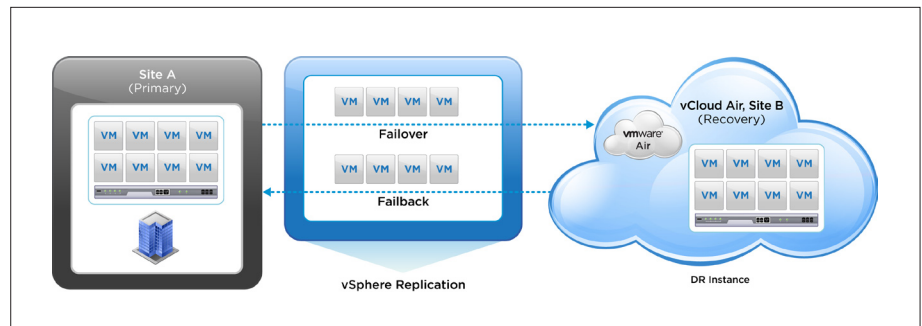 Site A
(Primary)
VM VM VM VM
VM VM VM VM
VM VM VM VM
Failover
VM VM VM VM
Failback
vSphere Replication
vCloud Air, Site B
(Recovery)
vmware®
Air
VM VM VM VM
VM VM VM VM
DR Instance